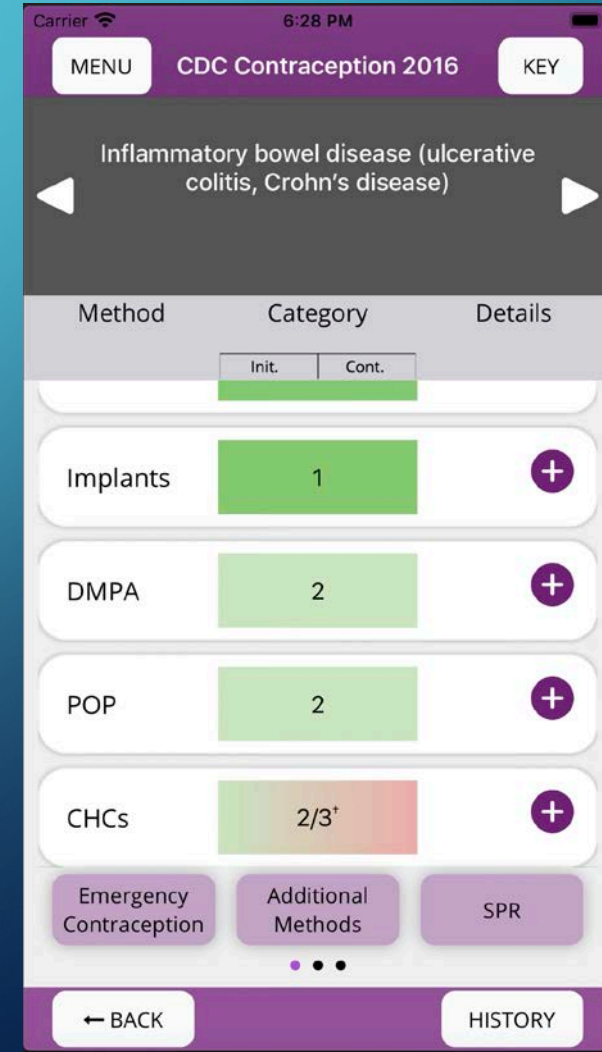 Carrier 6:28 PM
MENU CDC Contraception 2016 KEY
Inflammatory bowel disease (ulcerative
colitis, Crohn's disease)
Method Category Details
Init. Cont.
Implants 1 +
DMPA 2 +
POP 2 +
CHCs 2/3† +
Emergency Contraception
Additional Methods
SPR
← BACK HISTORY